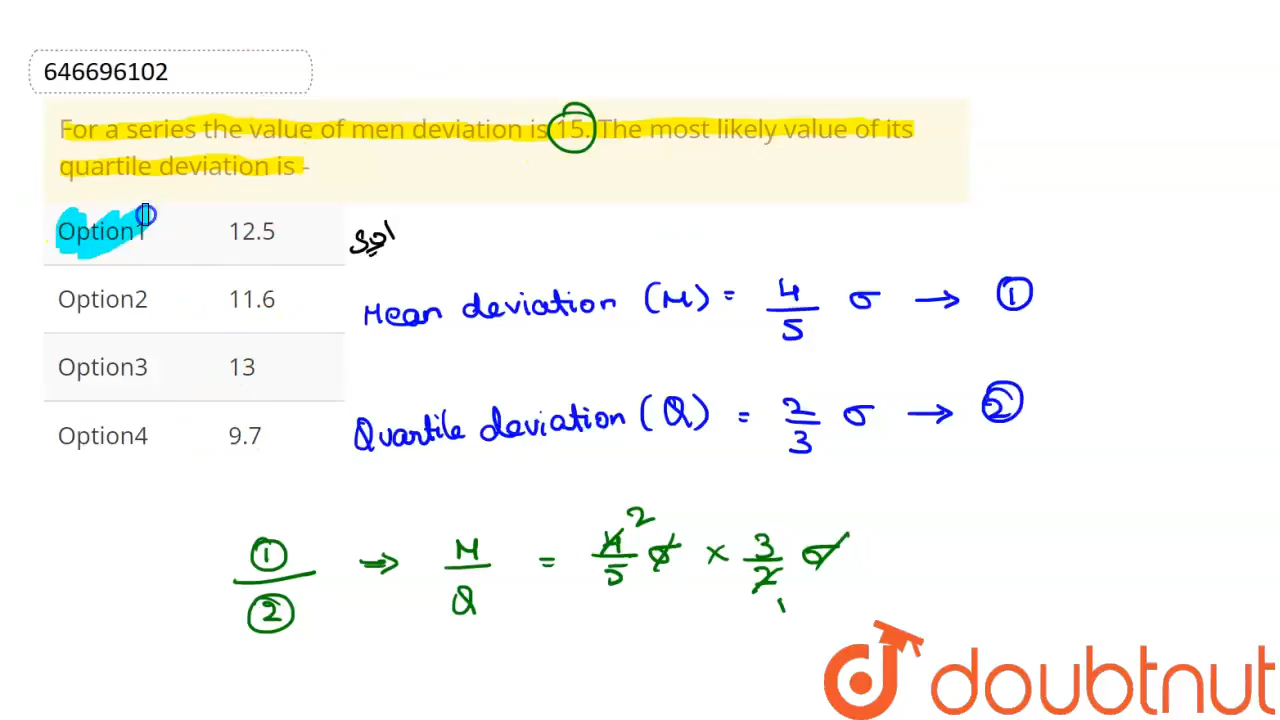 646696102
For a series the value of men deviation is 15. The most likely value of its
quartile deviation is -
Option1 12.5
Sol
Option2 11.6
Mean deviation (M) = 4/5 σ → ①
Option3 13
Quartile deviation (Q) = 2/3 σ → ②
Option4 9.7
①/② ⇒ M/Q = 4/5 σ × 3/2 σ
2
1
doubtnut